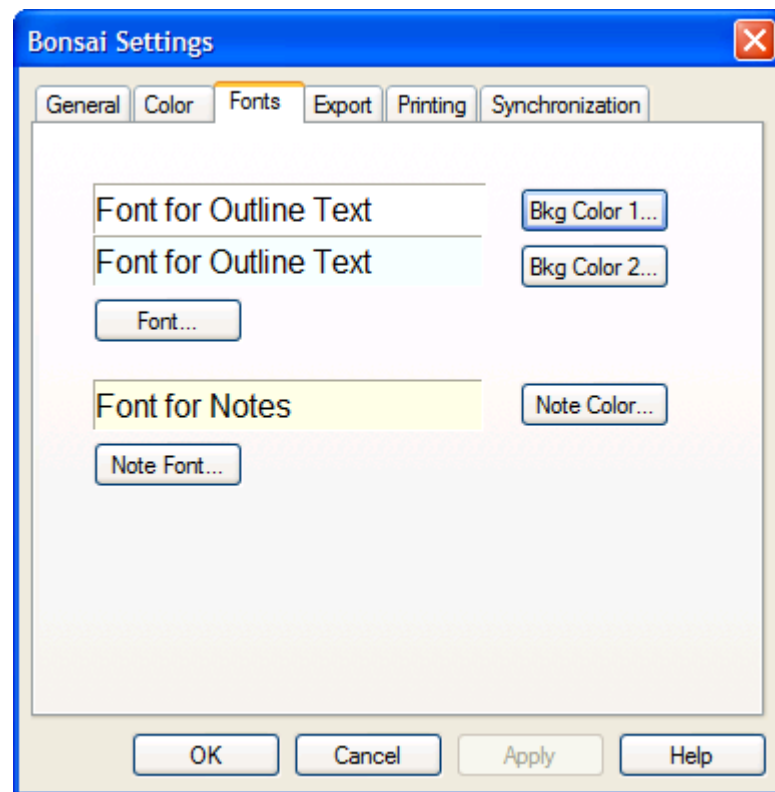 Bonsai Settings
General Color Fonts Export Printing Synchronization
Font for Outline Text Bkg Color 1...
Font for Outline Text Bkg Color 2...
Font...
Font for Notes Note Color...
Note Font...
OK Cancel Apply Help